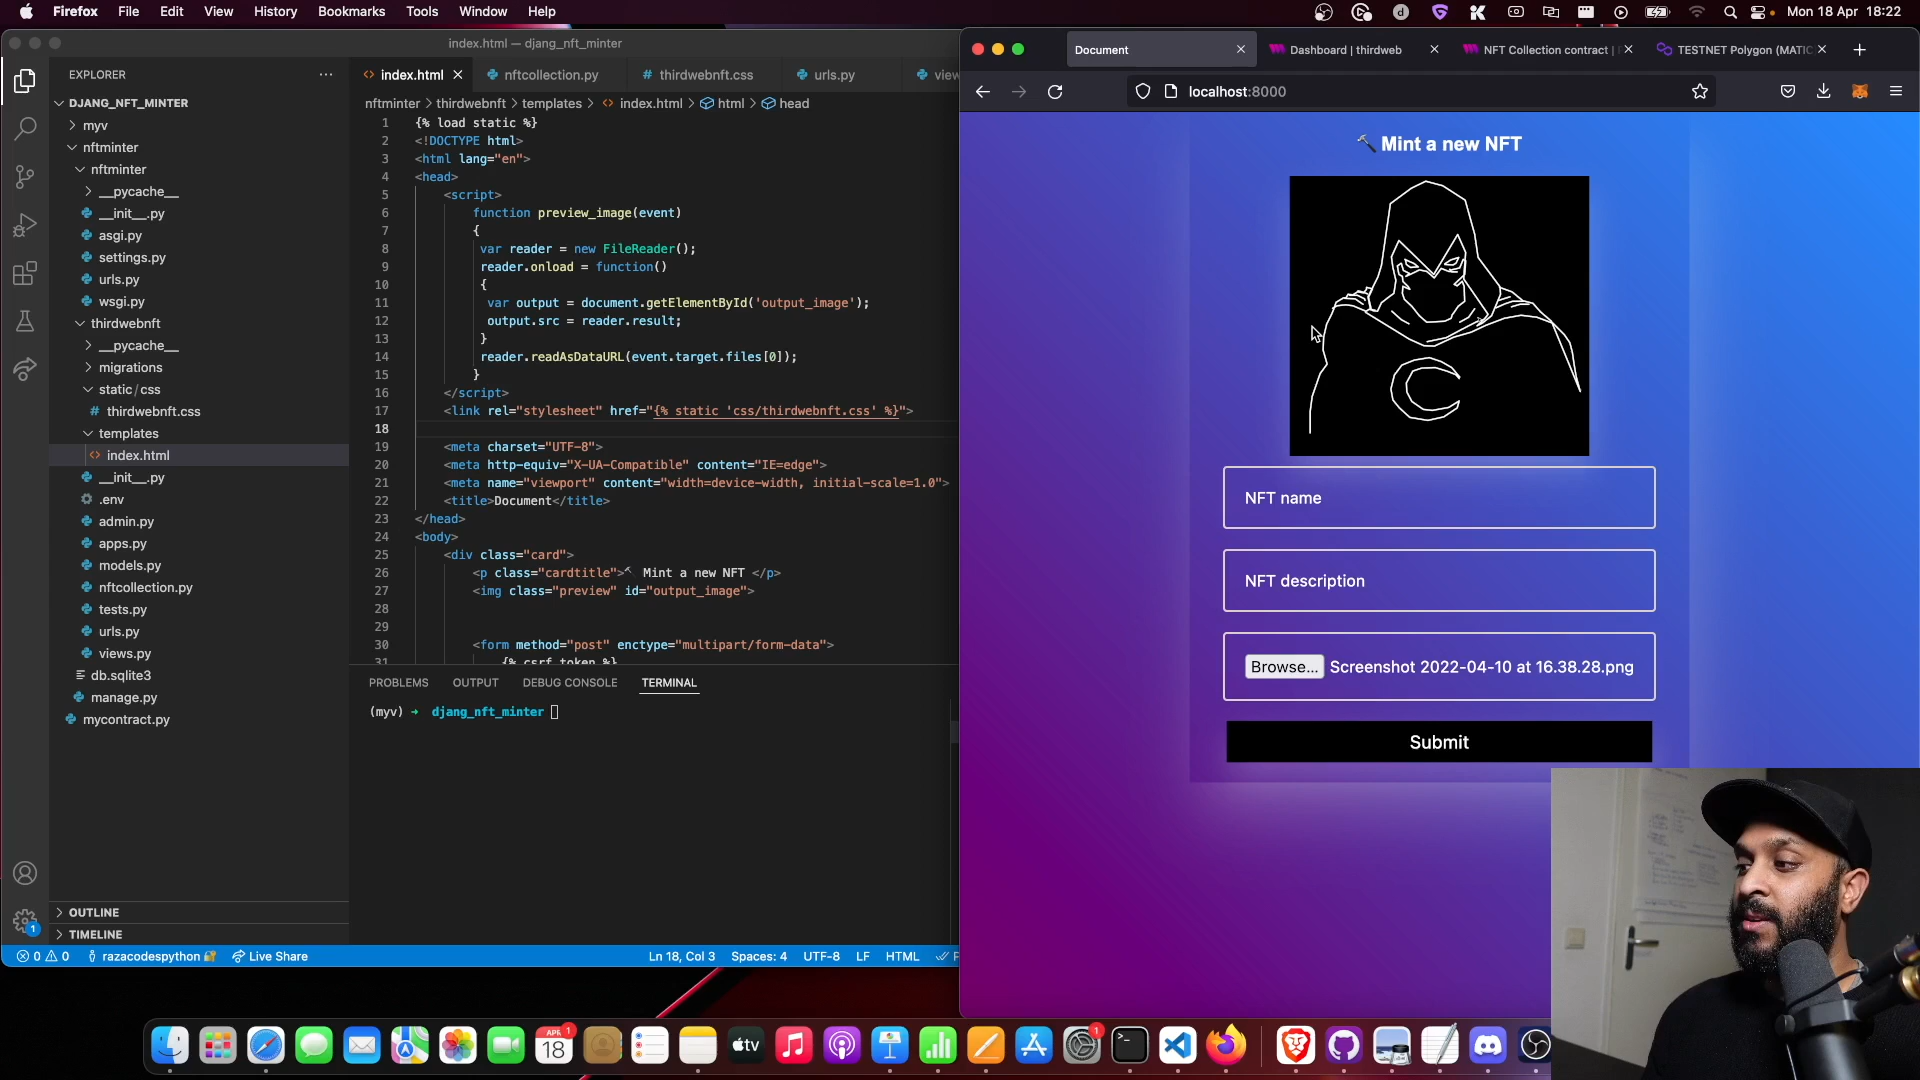 Firefox File Edit View History Bookmarks Tools Window Help
Mon 18 Apr 18:22
index.html — djang_nft_minter
EXPLORER
DJANG_NFT_MINTER
myv
nftminter
nftminter
__pycache__
__init__.py
asgi.py
settings.py
urls.py
wsgi.py
thirdwebnft
__pycache__
migrations
static/css
thirdwebnft.css
templates
index.html
__init__.py
.env
admin.py
apps.py
models.py
nftcollection.py
tests.py
urls.py
views.py
db.sqlite3
manage.py
mycontract.py
OUTLINE
TIMELINE
index.html nftcollection.py thirdwebnft.css urls.py
nftminter > thirdwebnft > templates > index.html > html > head
1 {% load static %}
2 <!DOCTYPE html>
3 <html lang="en">
4 <head>
5 <script>
6 function preview_image(event)
7 {
8 var reader = new FileReader();
9 reader.onload = function()
10 {
11 var output = document.getElementById('output_image');
12 output.src = reader.result;
13 }
14 reader.readAsDataURL(event.target.files[0]);
15 }
16 </script>
17 <link rel="stylesheet" href="{% static 'css/thirdwebnft.css' %}">
18
19 <meta charset="UTF-8">
20 <meta http-equiv="X-UA-Compatible" content="IE=edge">
21 <meta name="viewport" content="width=device-width, initial-scale=1.0">
22 <title>Document</title>
23 </head>
24 <body>
25 <div class="card">
26 <p class="cardtitle">🔨 Mint a new NFT </p>
27 <img class="preview" id="output_image">
28
29
30 <form method="post" enctype="multipart/form-data">
31 {% csrf_token %}
PROBLEMS OUTPUT DEBUG CONSOLE TERMINAL
(myv) → djang_nft_minter
1
0 0 razacodespython Live Share
Ln 18, Col 3 Spaces: 4 UTF-8 LF HTML
Document Dashboard | thirdweb NFT Collection contract | TESTNET Polygon (MATIC
localhost:8000
🔨 Mint a new NFT
NFT name
NFT description
Browse... Screenshot 2022-04-10 at 16.38.28.png
Submit
APR 1
18
tv
1